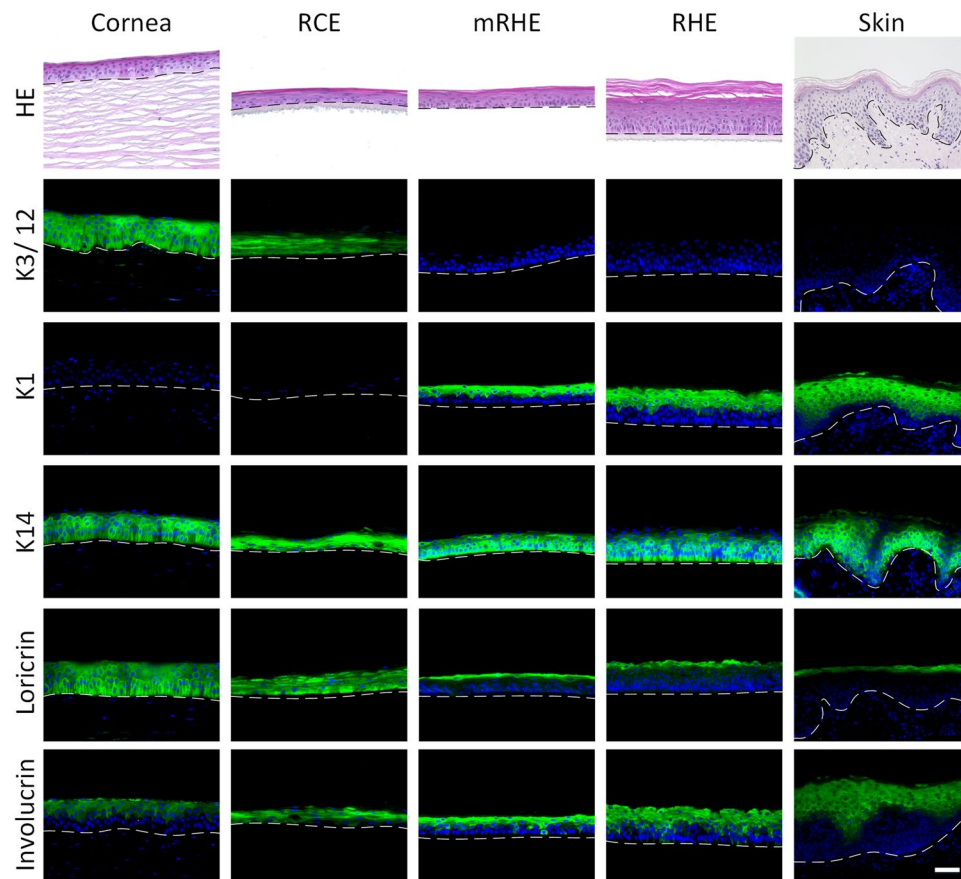 Cornea RCE mRHE RHE Skin
HE
K3/ 12
K1
K14
Loricrin
Involucrin